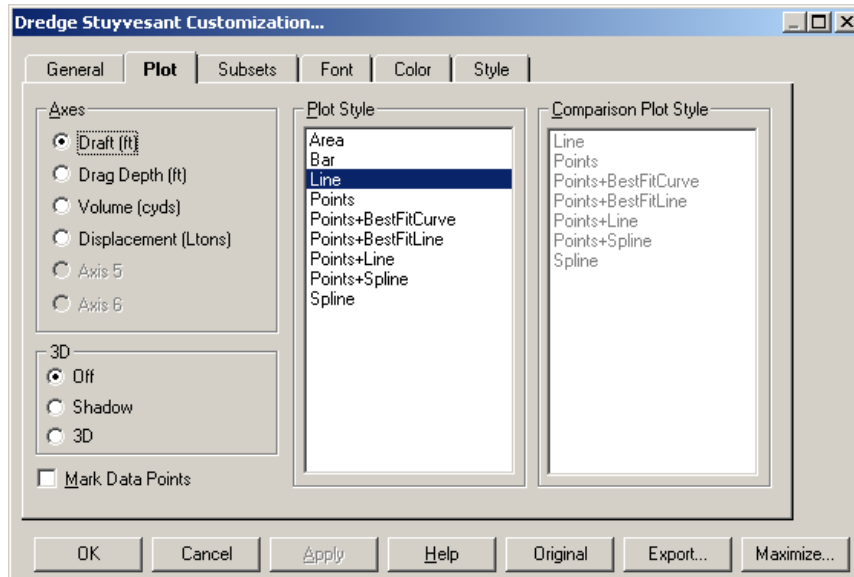 Dredge Stuyvesant Customization...
General Plot Subsets Font Color Style
Axes
Draft (ft)
Drag Depth (ft)
Volume (cyds)
Displacement (Ltons)
Axis 5
Axis 6
3D
Off
Shadow
3D
Mark Data Points
Plot Style
Area
Bar
Line
Points
Points+BestFitCurve
Points+BestFitLine
Points+Line
Points+Spline
Spline
Comparison Plot Style
Line
Points
Points+BestFitCurve
Points+BestFitLine
Points+Line
Points+Spline
Spline
OK Cancel Apply Help Original Export... Maximize...